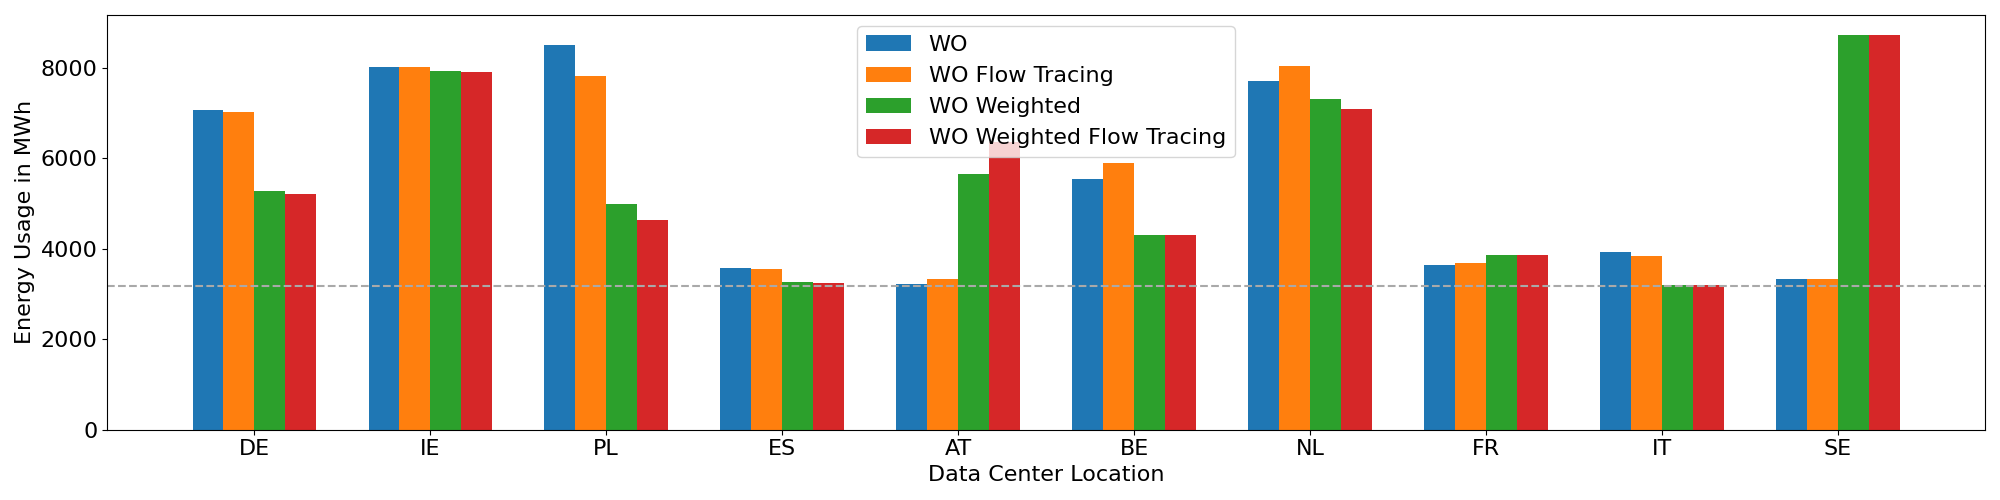 WO
WO Flow Tracing
WO Weighted
WO Weighted Flow Tracing
Energy Usage in MWh
8000
6000
4000
2000
0
DE IE PL ES AT BE NL FR IT SE
Data Center Location